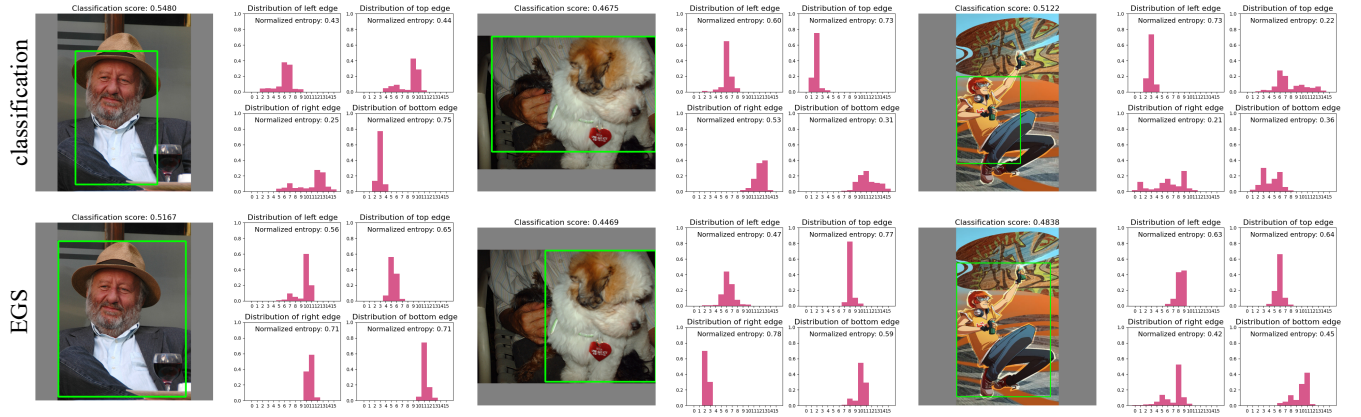 classification
Classification score: 0.5480
Distribution of left edge
Normalized entropy: 0.43
Distribution of top edge
Normalized entropy: 0.44
Distribution of right edge
Normalized entropy: 0.25
Distribution of bottom edge
Normalized entropy: 0.75
Classification score: 0.4675
Distribution of left edge
Normalized entropy: 0.60
Distribution of top edge
Normalized entropy: 0.73
Distribution of right edge
Normalized entropy: 0.53
Distribution of bottom edge
Normalized entropy: 0.31
Classification score: 0.5122
Distribution of left edge
Normalized entropy: 0.73
Distribution of top edge
Normalized entropy: 0.22
Distribution of right edge
Normalized entropy: 0.21
Distribution of bottom edge
Normalized entropy: 0.36
EGS
Classification score: 0.5167
Distribution of left edge
Normalized entropy: 0.56
Distribution of top edge
Normalized entropy: 0.65
Distribution of right edge
Normalized entropy: 0.71
Distribution of bottom edge
Normalized entropy: 0.71
Classification score: 0.4469
Distribution of left edge
Normalized entropy: 0.47
Distribution of top edge
Normalized entropy: 0.77
Distribution of right edge
Normalized entropy: 0.78
Distribution of bottom edge
Normalized entropy: 0.59
Classification score: 0.4838
Distribution of left edge
Normalized entropy: 0.63
Distribution of top edge
Normalized entropy: 0.64
Distribution of right edge
Normalized entropy: 0.42
Distribution of bottom edge
Normalized entropy: 0.45